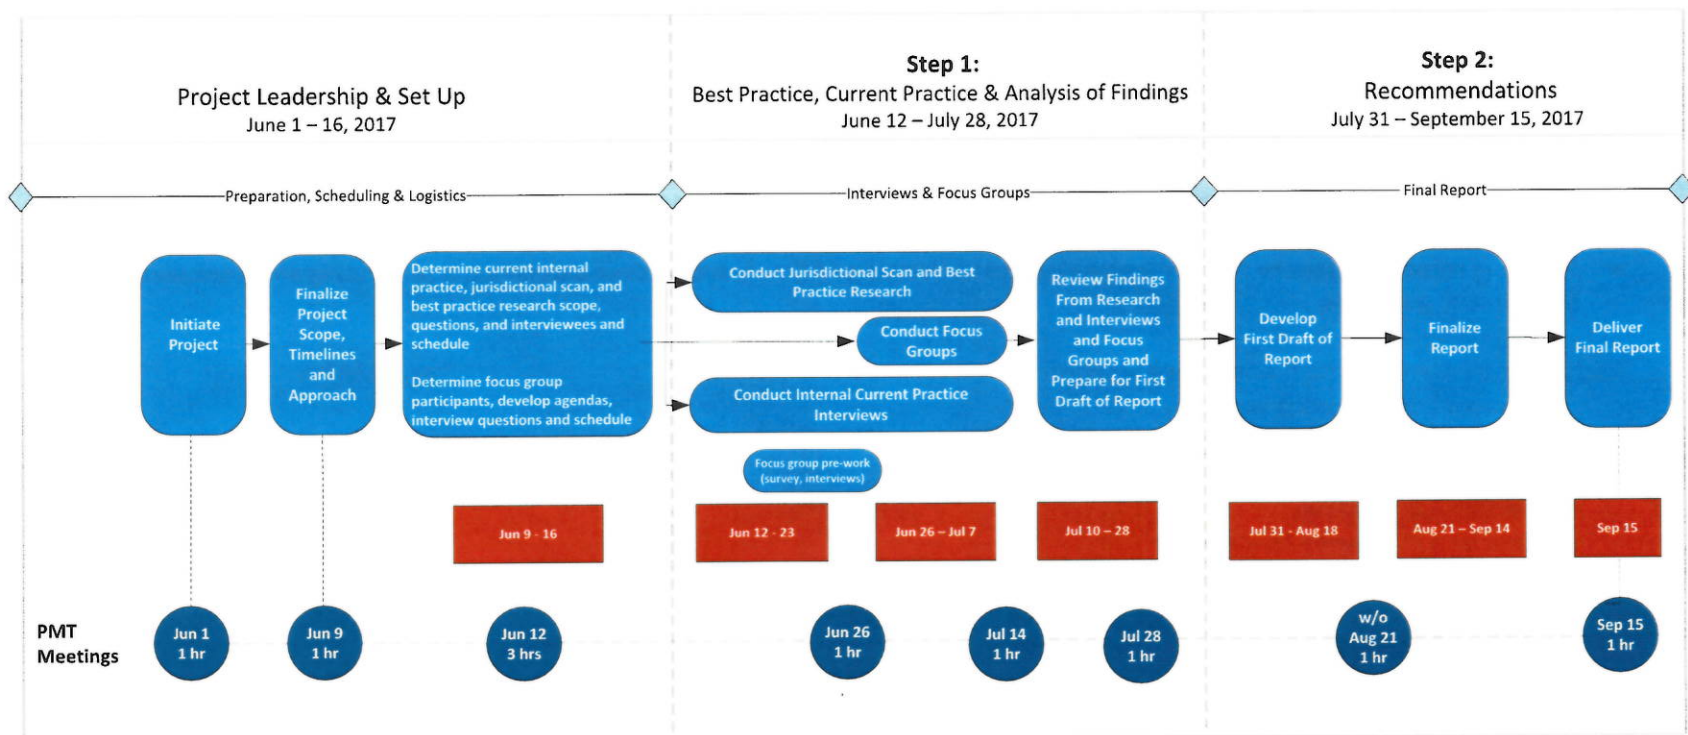 Project Leadership & Set Up
June 1 – 16, 2017
Step 1:
Best Practice, Current Practice & Analysis of Findings
June 12 – July 28, 2017
Step 2:
Recommendations
July 31 – September 15, 2017
Preparation, Scheduling & Logistics
Interviews & Focus Groups
Final Report
Initiate
Project
Finalize
Project
Scope,
Timelines
and
Approach
Determine current internal
practice, jurisdictional scan, and
best practice research scope,
questions, and interviewees and
schedule
Determine focus group
participants, develop agendas,
interview questions and schedule
Conduct Jurisdictional Scan and Best
Practice Research
Conduct Focus
Groups
Conduct Internal Current Practice
Interviews
Focus group pre-work
(survey, interviews)
Review Findings
From Research
and Interviews
and Focus
Groups and
Prepare for First
Draft of Report
Develop
First Draft of
Report
Finalize
Report
Deliver
Final Report
Jun 9 - 16
Jun 12 - 23
Jun 26 – Jul 7
Jul 10 – 28
Jul 31 - Aug 18
Aug 21 – Sep 14
Sep 15
PMT
Meetings
Jun 1
1 hr
Jun 9
1 hr
Jun 12
3 hrs
Jun 26
1 hr
Jul 14
1 hr
Jul 28
1 hr
w/o
Aug 21
1 hr
Sep 15
1 hr